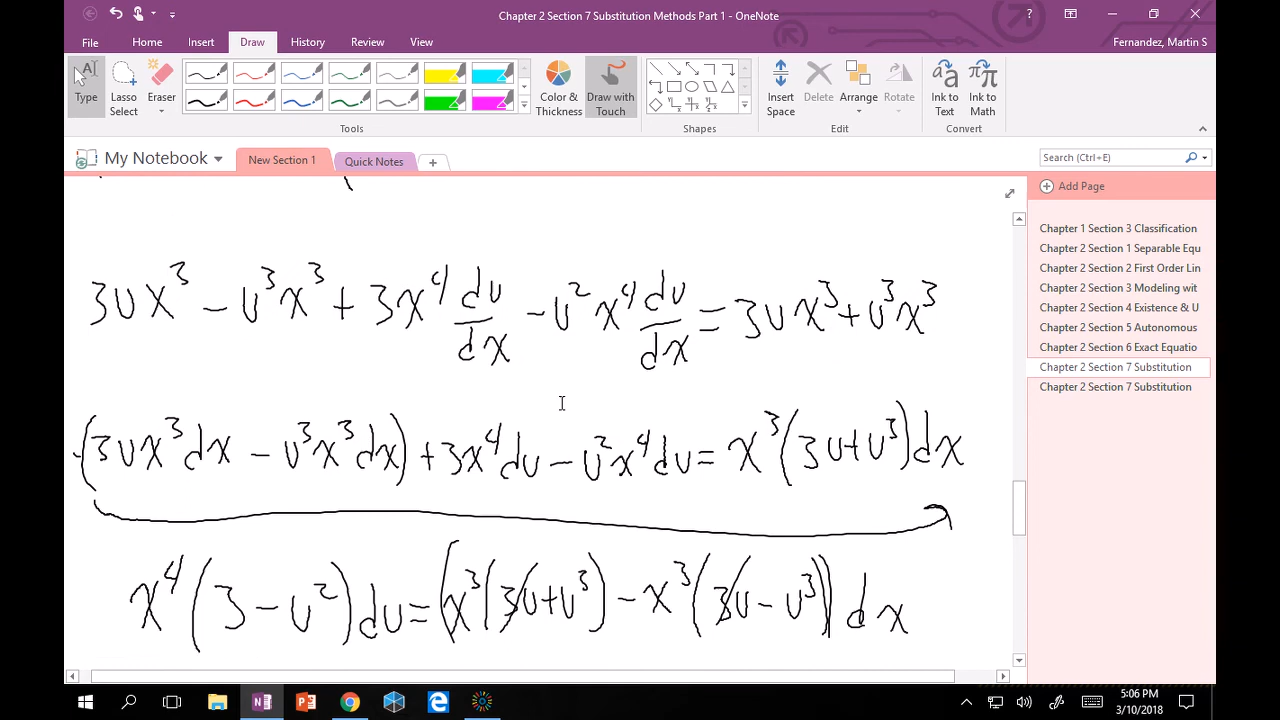 Chapter 2 Section 7 Substitution Methods Part 1 - OneNote
?
Fernandez, Martin S
File Home Insert Draw History Review View
Type
Lasso Select
Eraser
Color & Thickness
Draw with Touch
Insert Space
Delete
Arrange
Rotate
Ink to Text
Ink to Math
Tools Shapes Edit Convert
My Notebook
New Section 1
Quick Notes
Search (Ctrl+E)
Add Page
Chapter 1 Section 3 Classification
Chapter 2 Section 1 Separable Equ
Chapter 2 Section 2 First Order Lin
Chapter 2 Section 3 Modeling wit
Chapter 2 Section 4 Existence & U
Chapter 2 Section 5 Autonomous
Chapter 2 Section 6 Exact Equatio
Chapter 2 Section 7 Substitution
Chapter 2 Section 7 Substitution
3ux³ - u³x³ + 3x⁴ du/dx - u²x⁴ du/dx = 3ux³ + u³x³
-(3ux³dx - u³x³dx) + 3x⁴du - u²x⁴du = x³(3u+u³)dx
x⁴(3 - u²)du = (x³(3u+u³) - x³(3u - u³))dx
5:06 PM
3/10/2018